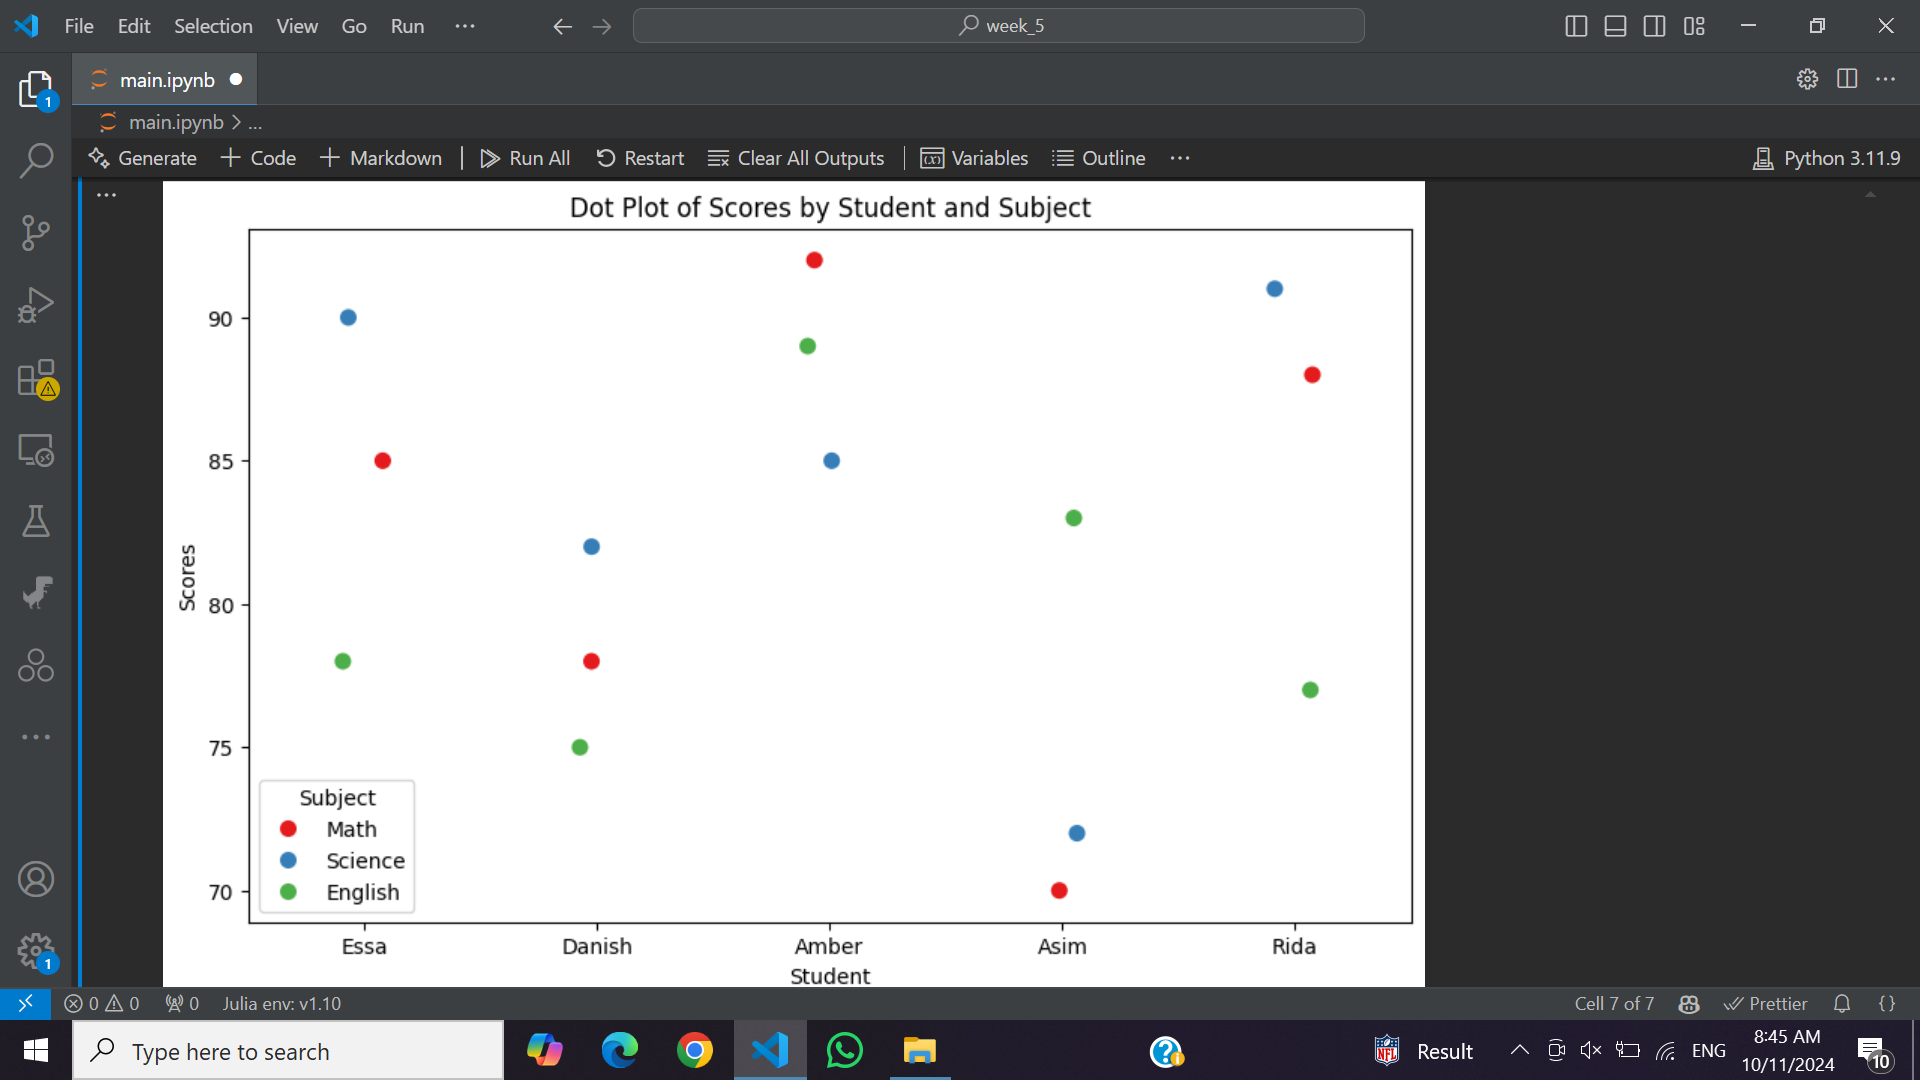 File Edit Selection View Go Run ···
week_5
main.ipynb
main.ipynb > ...
Generate + Code + Markdown | Run All Restart Clear All Outputs | Variables Outline ···
Python 3.11.9
Dot Plot of Scores by Student and Subject
90
85
80
75
70
Scores
Subject
Math
Science
English
Essa Danish Amber Asim Rida
Student
1
1
0 0 0 Julia env: v1.10
Cell 7 of 7 Prettier {}
Type here to search
NFL Result ENG
8:45 AM
10/11/2024
10